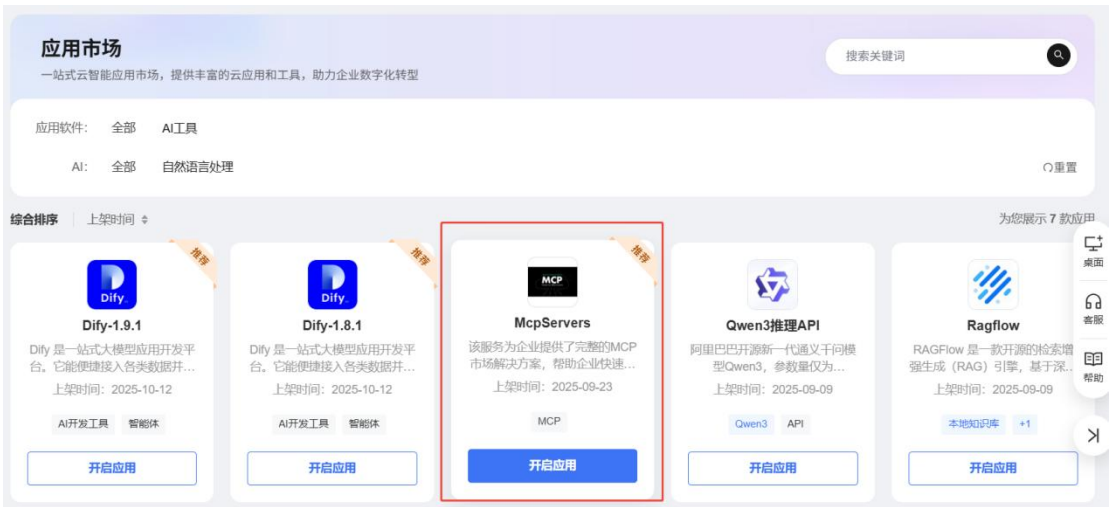 应用市场
一站式云智能应用市场，提供丰富的云应用和工具，助力企业数字化转型
搜索关键词
应用软件： 全部 AI工具
AI： 全部 自然语言处理
重置
综合排序 上架时间
为您展示 7 款应用
推荐
Dify
Dify-1.9.1
Dify 是一站式大模型应用开发平
台。它能便捷接入各类数据并...
上架时间：2025-10-12
AI开发工具 智能体
开启应用
推荐
Dify
Dify-1.8.1
Dify 是一站式大模型应用开发平
台。它能便捷接入各类数据并...
上架时间：2025-10-12
AI开发工具 智能体
开启应用
推荐
MCP
McpServers
该服务为企业提供了完整的MCP
市场解决方案，帮助企业快速...
上架时间：2025-09-23
MCP
开启应用
Qwen3推理API
阿里巴巴开源新一代通义千问模
型Qwen3，参数量仅为...
上架时间：2025-09-09
Qwen3 API
开启应用
Ragflow
RAGFlow 是一款开源的检索增
强生成（RAG）引擎，基于深...
上架时间：2025-09-09
本地知识库 +1
开启应用
桌面
客服
帮助